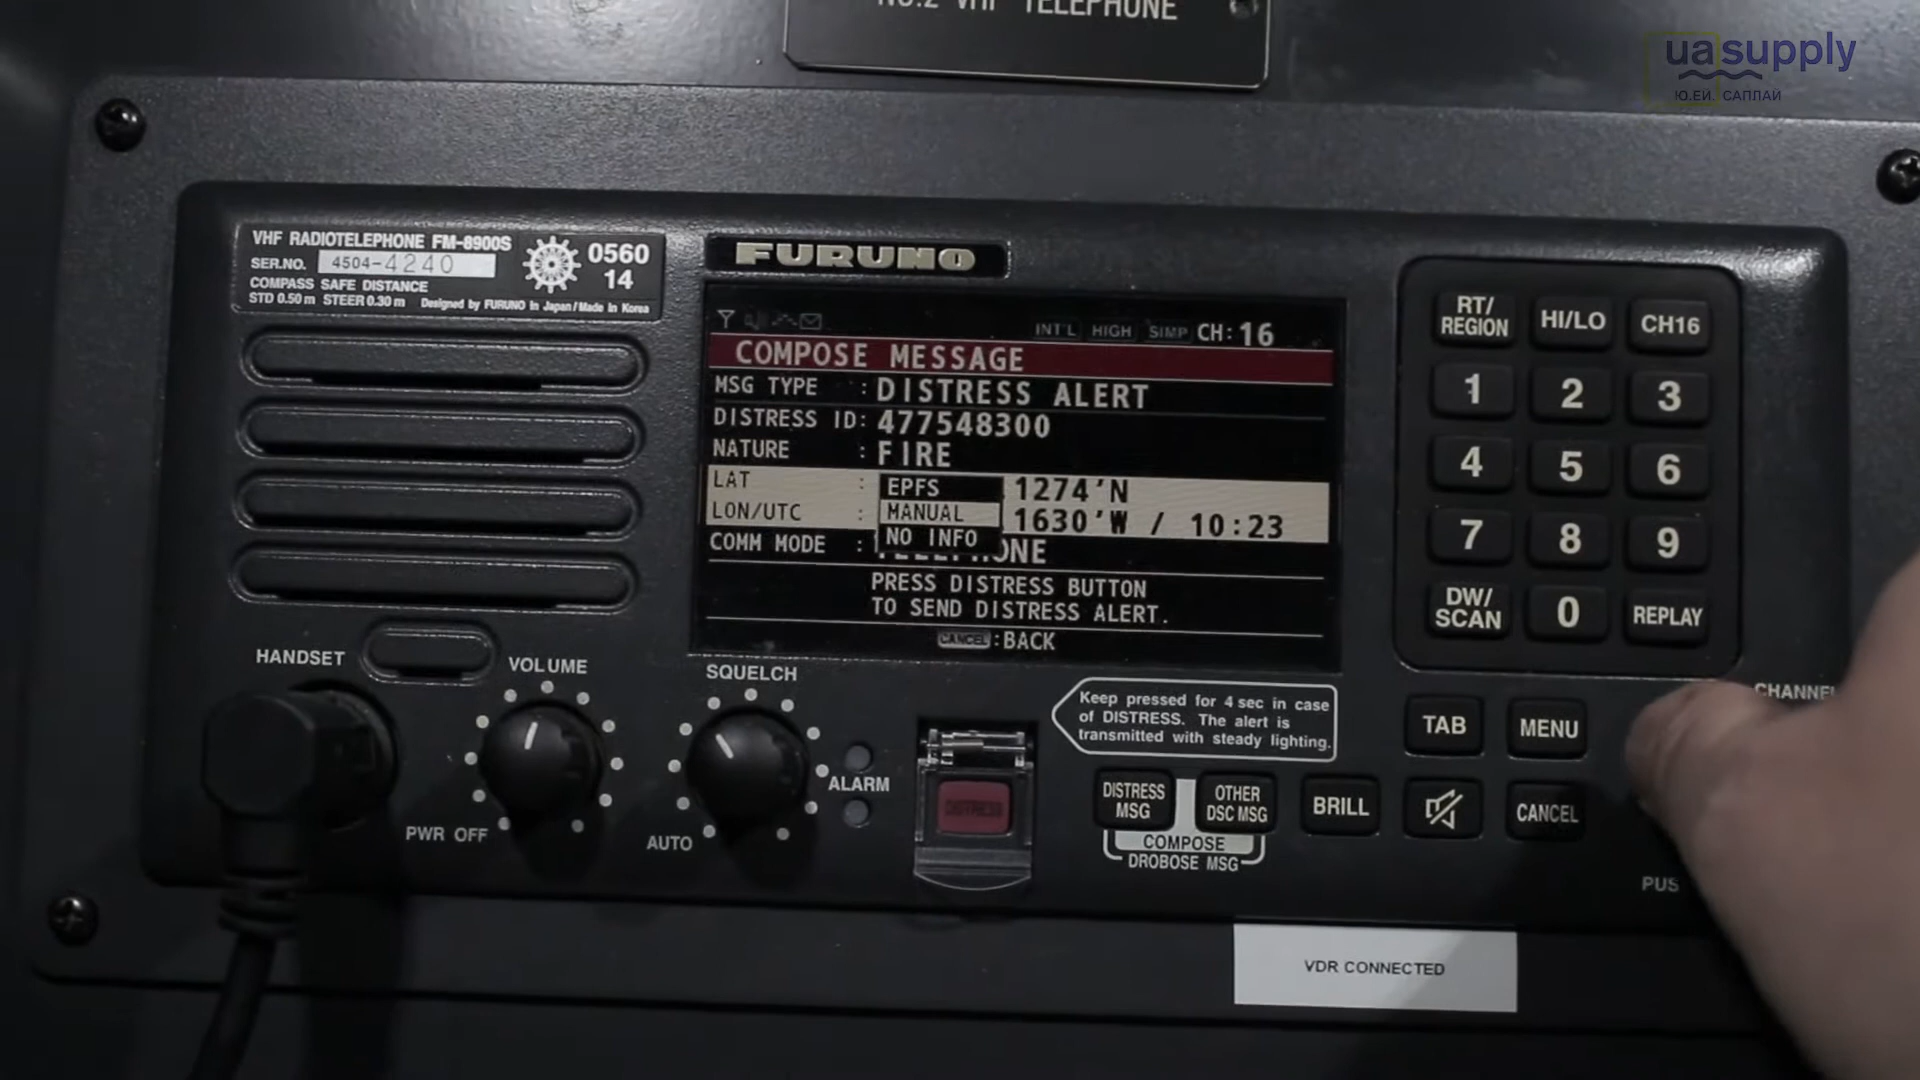 NO.2 VHF TELEPHONE
uasupply
Ю.ЕЙ. САПЛАЙ
VHF RADIOTELEPHONE FM-8900S
SER.NO. 4504-4240
COMPASS SAFE DISTANCE
STD 0.50 m STEER 0.30 m Designed by FURUNO in Japan/Made in Korea
0560
14
FURUNO
INT'L HIGH SIMP CH: 16
COMPOSE MESSAGE
MSG TYPE : DISTRESS ALERT
DISTRESS ID: 477548300
NATURE : FIRE
LAT : EPFS 1274'N
LON/UTC : MANUAL 1630'W / 10:23
NO INFO
COMM MODE :
PRESS DISTRESS BUTTON
TO SEND DISTRESS ALERT.
CANCEL:BACK
RT/
REGION
HI/LO
CH16
1 2 3
4 5 6
7 8 9
DW/
SCAN
0
REPLAY
HANDSET
VOLUME
PWR OFF
SQUELCH
AUTO
ALARM
DISTRESS
Keep pressed for 4 sec in case
of DISTRESS. The alert is
transmitted with steady lighting.
DISTRESS
MSG
OTHER
DSC MSG
COMPOSE
DROBOSE MSG
BRILL
TAB
MENU
CANCEL
CHANNEL
VDR CONNECTED